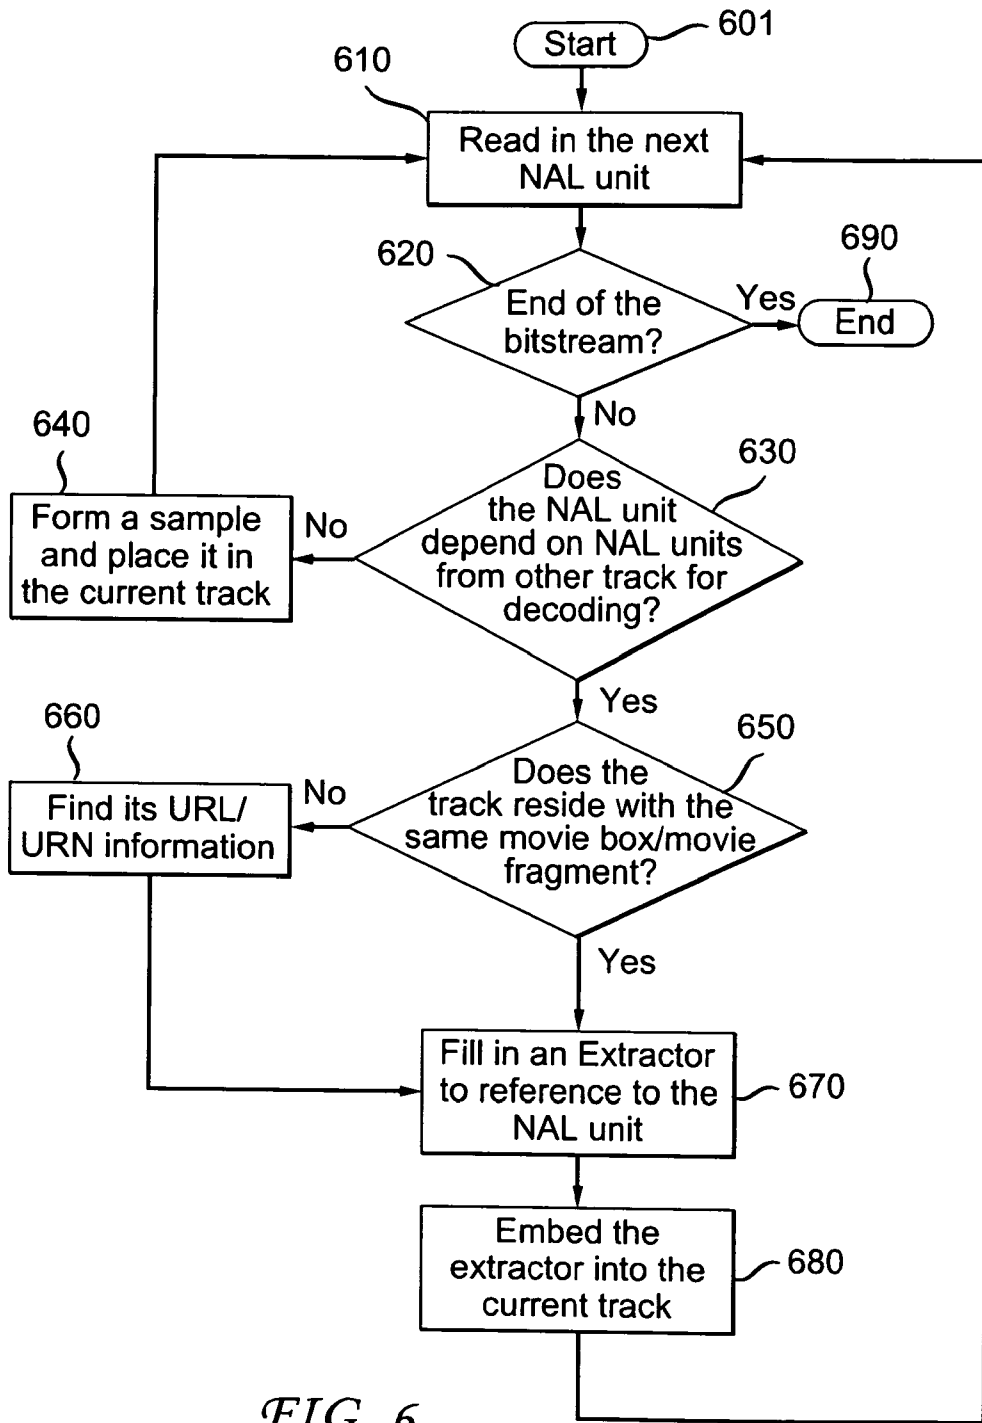 Start
601
610
Read in the next
NAL unit
620
End of the
bitstream?
Yes
690
End
No
640
Form a sample
and place it in
the current track
No
630
Does
the NAL unit
depend on NAL units
from other track for
decoding?
Yes
660
Find its URL/
URN information
No
650
Does the
track reside with the
same movie box/movie
fragment?
Yes
Fill in an Extractor
to reference to the
NAL unit
670
Embed the
extractor into the
current track
680
FIG. 6